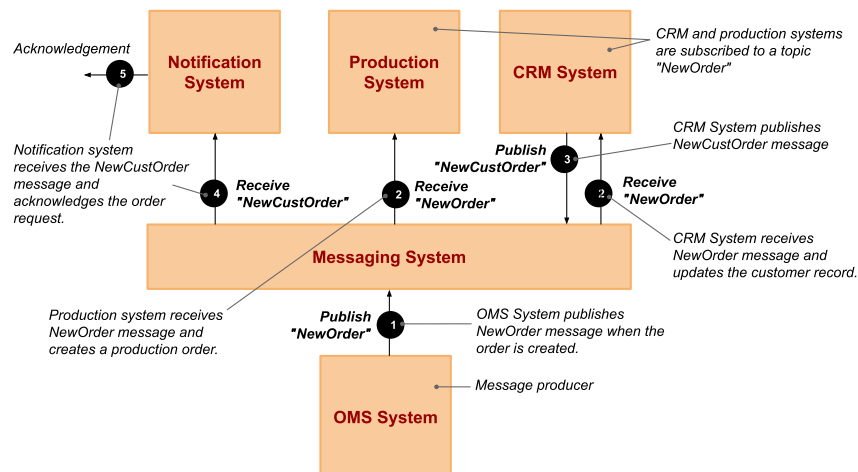 Acknowledgement
5
Notification
System
Production
System
CRM System
CRM and production systems
are subscribed to a topic
"NewOrder"
Notification system
receives the NewCustOrder
message and
acknowledges the order
request.
4
Receive
"NewCustOrder"
2
Receive
"NewOrder"
Publish
"NewCustOrder"
3
CRM System publishes
NewCustOrder message
2
Receive
"NewOrder"
CRM System receives
NewOrder message and
updates the customer record.
Messaging System
Production system receives
NewOrder message and
creates a production order.
Publish
"NewOrder"
1
OMS System publishes
NewOrder message when the
order is created.
OMS System
Message producer